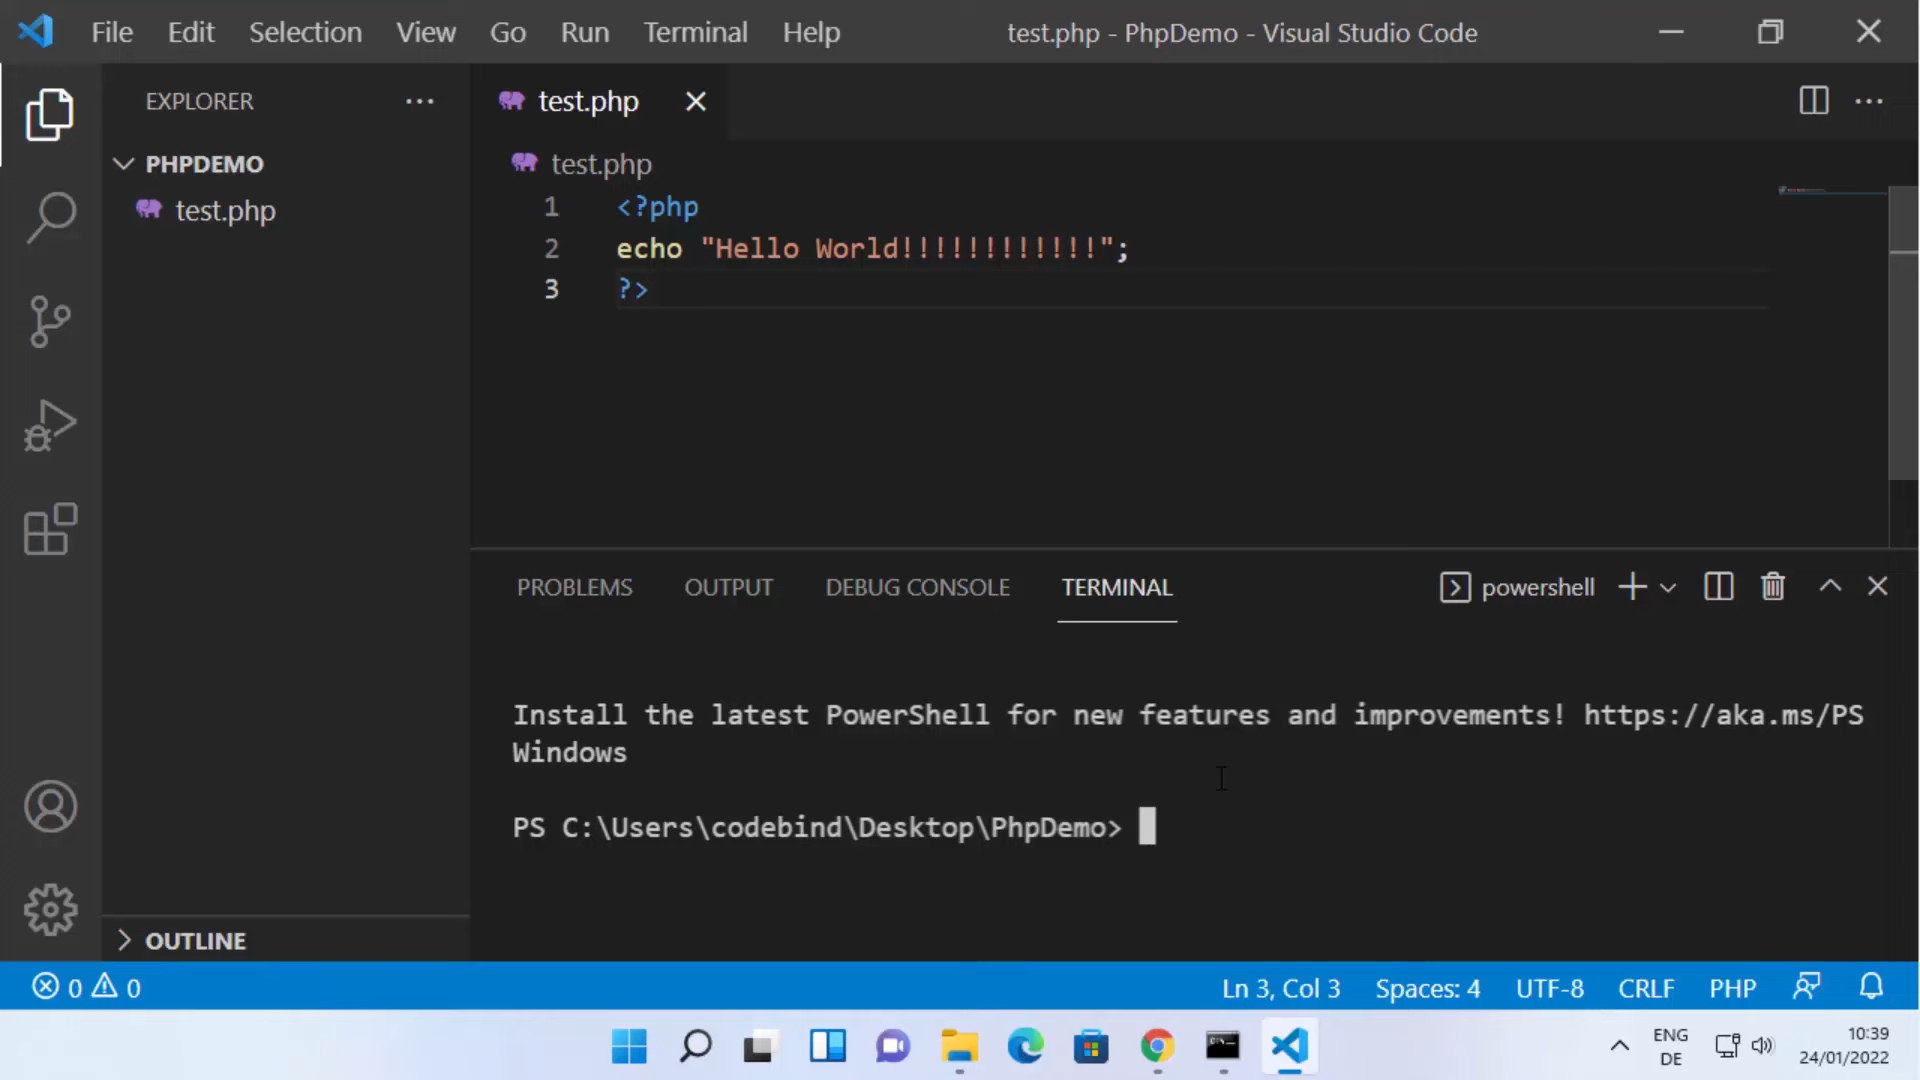 File Edit Selection View Go Run Terminal Help test.php - PhpDemo - Visual Studio Code
EXPLORER
PHPDEMO
test.php
OUTLINE
test.php
test.php
1 <?php
2 echo "Hello World!!!!!!!!!!!!";
3 ?>
PROBLEMS OUTPUT DEBUG CONSOLE TERMINAL powershell
Install the latest PowerShell for new features and improvements! https://aka.ms/PS
Windows
PS C:\Users\codebind\Desktop\PhpDemo>
0 0 Ln 3, Col 3 Spaces: 4 UTF-8 CRLF PHP
ENG
DE
10:39
24/01/2022